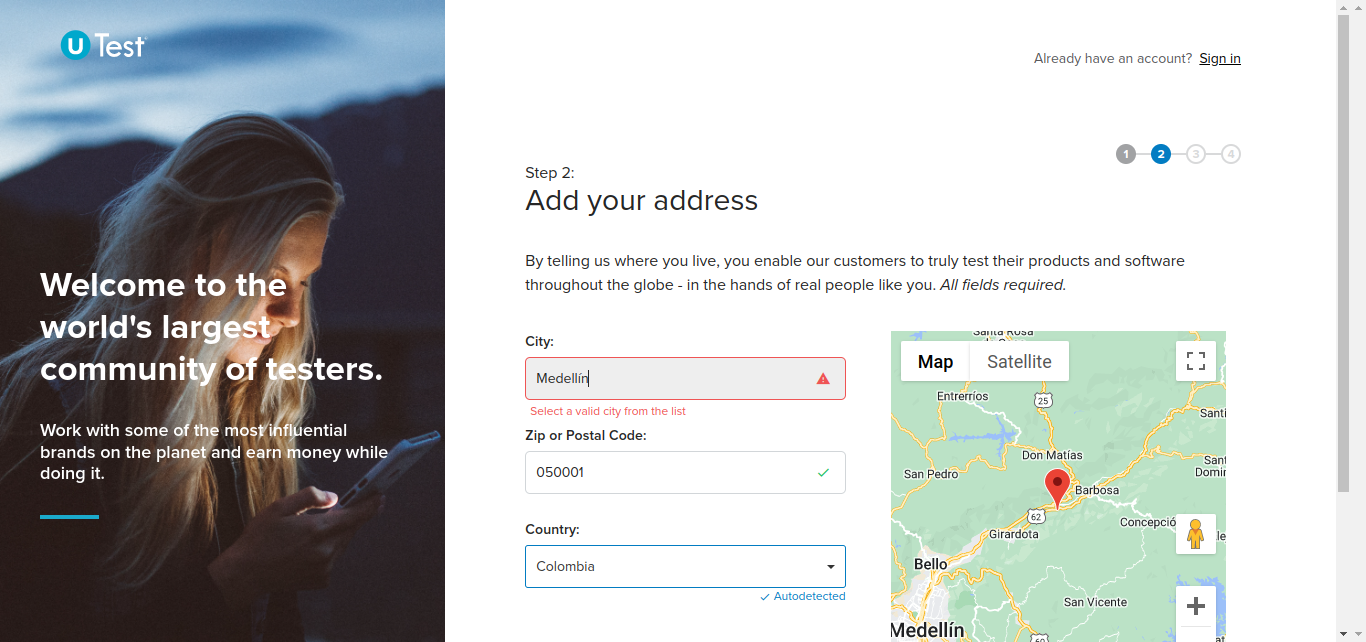 U Test
Already have an account? Sign in
1 2 3 4
Step 2:
Add your address
Welcome to the
world's largest
community of testers.
Work with some of the most influential
brands on the planet and earn money while
doing it.
By telling us where you live, you enable our customers to truly test their products and software
throughout the globe - in the hands of real people like you. All fields required.
City:
Medellín
Select a valid city from the list
Zip or Postal Code:
050001
Country:
Colombia
Autodetected
Santa Rosa
Map Satellite
Entrerríos
25
Santi
Don Matías
San Pedro
Sant
Domin
Barbosa
62
Concepció
Girardota
Bello
San Vicente
Medellín
60